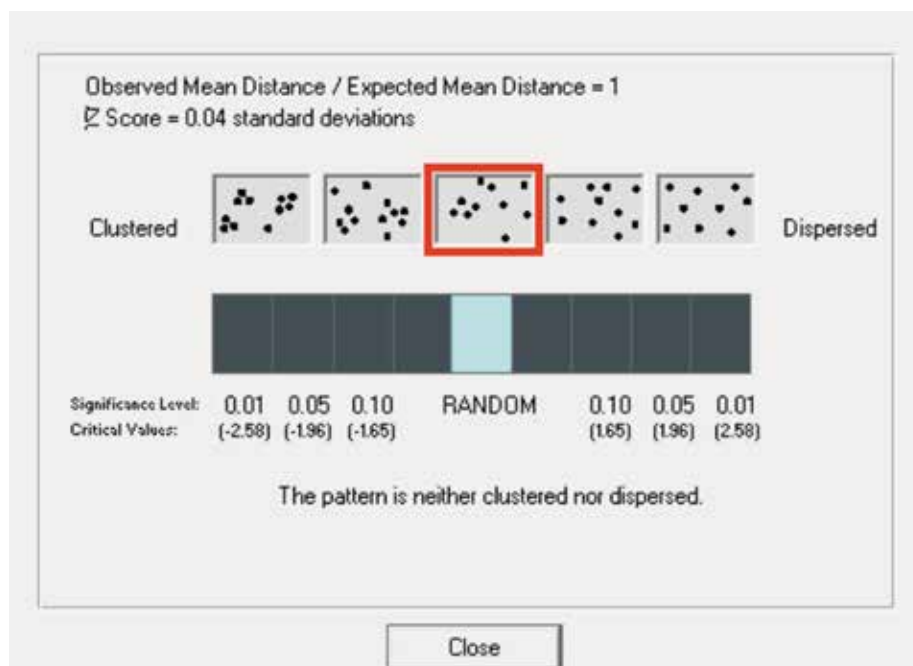 Observed Mean Distance / Expected Mean Distance = 1
Z Score = 0.04 standard deviations
Clustered
Dispersed
Significance Level: 0.01 0.05 0.10 RANDOM 0.10 0.05 0.01
Critical Values: (-2.58) (-1.96) (-1.65) (1.65) (1.96) (2.58)
The pattern is neither clustered nor dispersed.
Close